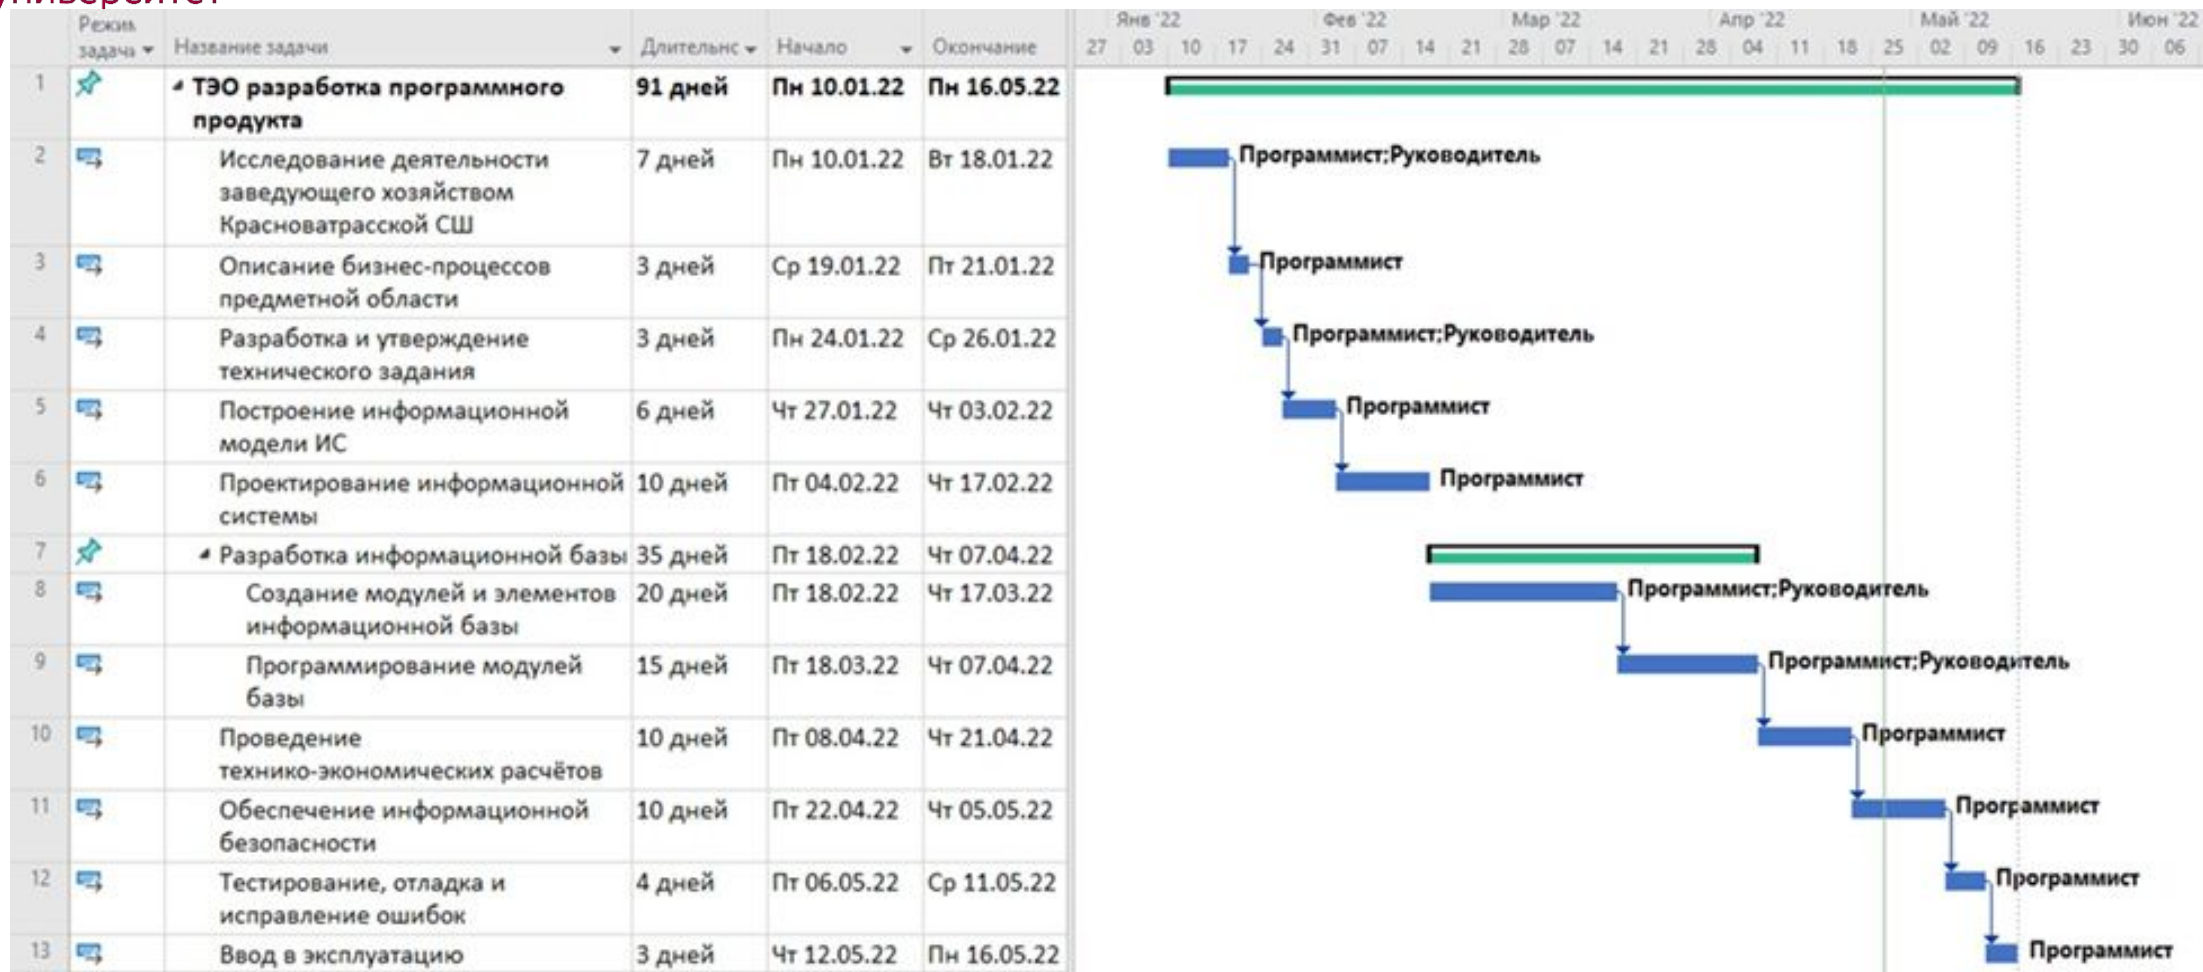 университет
Режим
задачи
Название задачи
Длительнс
Начало
Окончание
Янв '22
Фев '22
Мар '22
Апр '22
Май '22
Июн '22
27 03 10 17 24 31 07 14 21 28 07 14 21 28 04 11 18 25 02 09 16 23 30 06
1
ТЭО разработка программного
продукта
91 дней
Пн 10.01.22
Пн 16.05.22
2
Исследование деятельности
заведующего хозяйством
Красноватрасской СШ
7 дней
Пн 10.01.22
Вт 18.01.22
Программист;Руководитель
3
Описание бизнес-процессов
предметной области
3 дней
Ср 19.01.22
Пт 21.01.22
Программист
4
Разработка и утверждение
технического задания
3 дней
Пн 24.01.22
Ср 26.01.22
Программист;Руководитель
5
Построение информационной
модели ИС
6 дней
Чт 27.01.22
Чт 03.02.22
Программист
6
Проектирование информационной
системы
10 дней
Пт 04.02.22
Чт 17.02.22
Программист
7
Разработка информационной базы
35 дней
Пт 18.02.22
Чт 07.04.22
8
Создание модулей и элементов
информационной базы
20 дней
Пт 18.02.22
Чт 17.03.22
Программист;Руководитель
9
Программирование модулей
базы
15 дней
Пт 18.03.22
Чт 07.04.22
Программист;Руководитель
10
Проведение
технико-экономических расчётов
10 дней
Пт 08.04.22
Чт 21.04.22
Программист
11
Обеспечение информационной
безопасности
10 дней
Пт 22.04.22
Чт 05.05.22
Программист
12
Тестирование, отладка и
исправление ошибок
4 дней
Пт 06.05.22
Ср 11.05.22
Программист
13
Ввод в эксплуатацию
3 дней
Чт 12.05.22
Пн 16.05.22
Программист